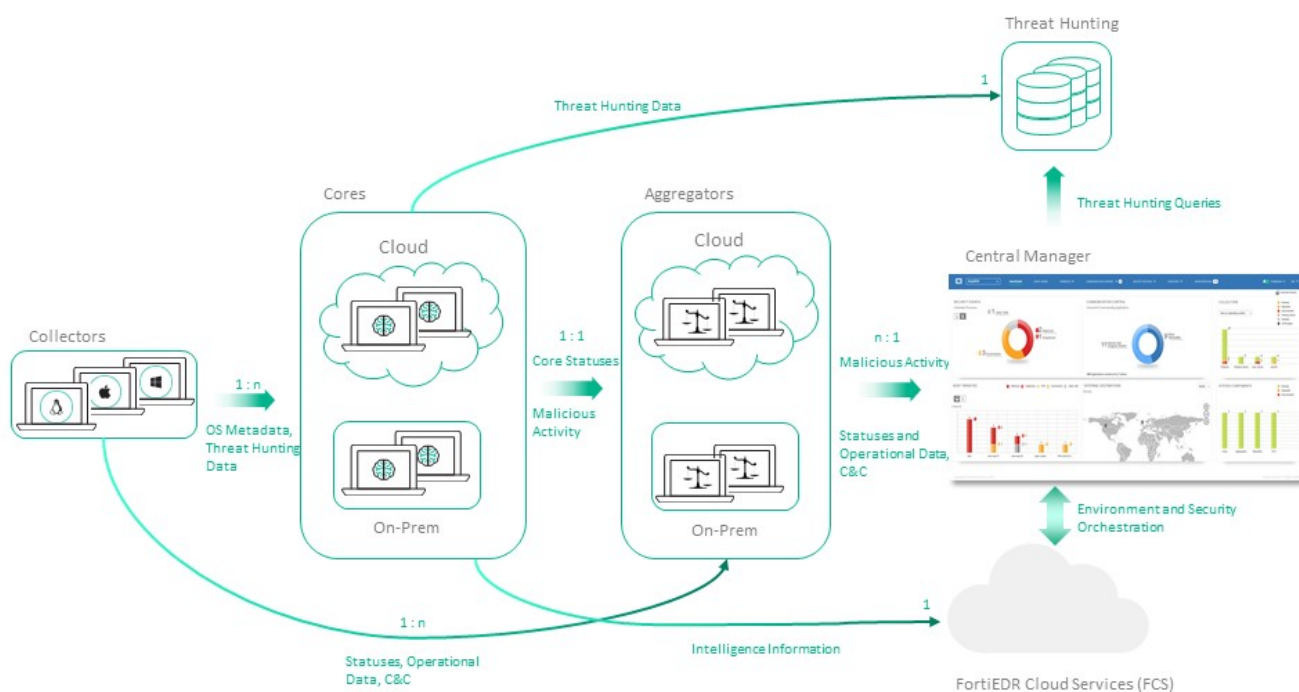 Threat Hunting
1
Threat Hunting Data
Cores
Aggregators
Threat Hunting Queries
Cloud
Cloud
Central Manager
Collectors
1 : n
OS Metadata,
Threat Hunting
Data
1 : 1
Core Statuses
Malicious
Activity
n : 1
Malicious Activity
Statuses and
Operational Data,
C&C
On-Prem
On-Prem
Environment and Security
Orchestration
1 : n
Statuses, Operational
Data, C&C
1
Intelligence Information
FortiEDR Cloud Services (FCS)